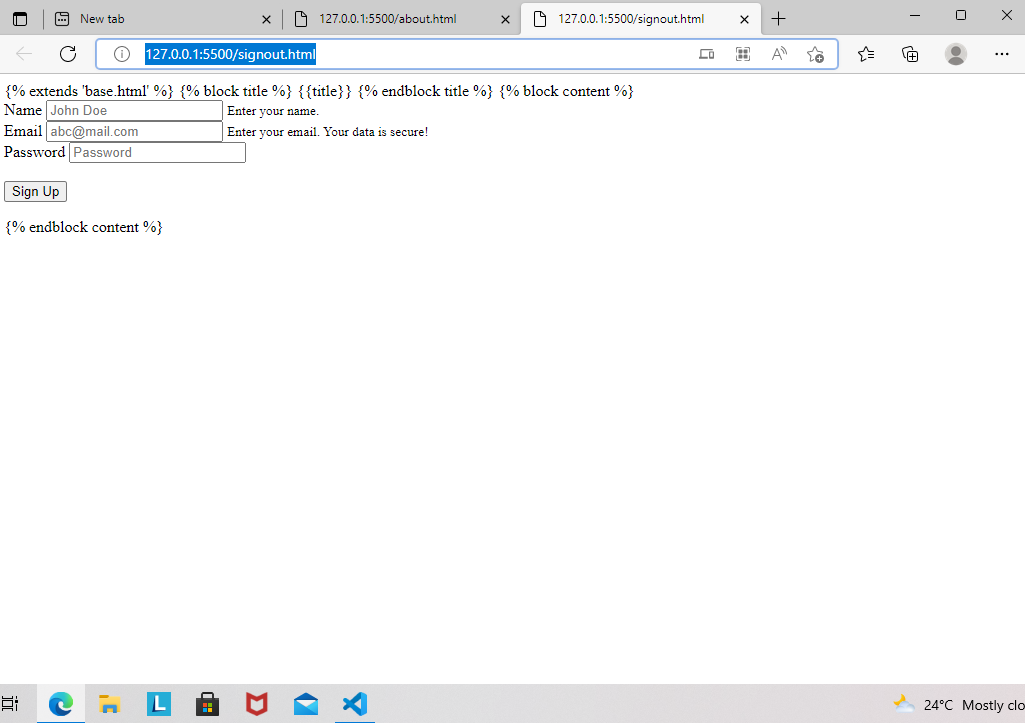 New tab
127.0.0.1:5500/about.html
127.0.0.1:5500/signout.html
127.0.0.1:5500/signout.html
{% extends 'base.html' %} {% block title %} {{title}} {% endblock title %} {% block content %}
Name John Doe Enter your name.
Email abc@mail.com Enter your email. Your data is secure!
Password Password
Sign Up
{% endblock content %}
L
24°C Mostly clo